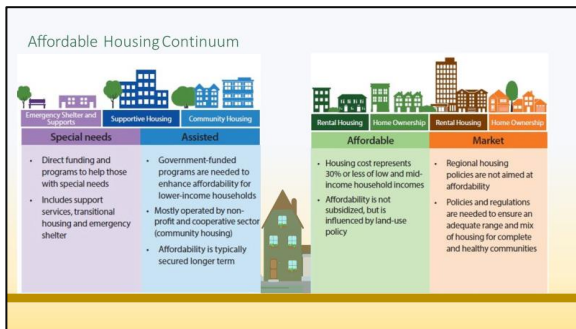 Affordable Housing Continuum
Emergency Shelter and
Supports
Supportive Housing
Community Housing
Special needs
Assisted
• Direct funding and
programs to help those
with special needs
• Includes support
services, transitional
housing and emergency
shelter
• Government-funded
programs are needed to
enhance affordability for
lower-income households
• Mostly operated by non-
profit and cooperative sector
(community housing)
• Affordability is typically
secured longer term
Rental Housing
Home Ownership
Rental Housing
Home Ownership
Affordable
Market
• Housing cost represents
30% or less of low and mid-
income household incomes
• Affordability is not
subsidized, but is
influenced by land-use
policy
• Regional housing
policies are not aimed at
affordability
• Policies and regulations
are needed to ensure an
adequate range and mix
of housing for complete
and healthy communities